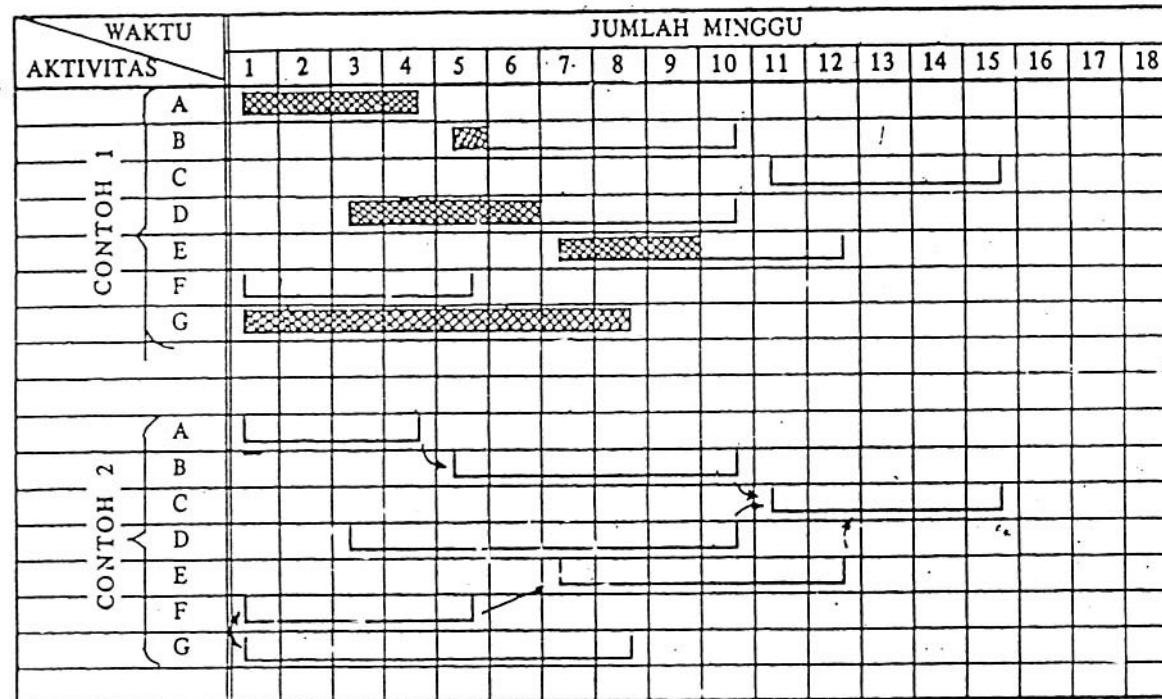 WAKTU
AKTIVITAS
JUMLAH MINGGU
1 2 3 4 5 6 7 8 9 10 11 12 13 14 15 16 17 18
CONTOH 1
A
B
C
D
E
F
G
CONTOH 2
A
B
C
D
E
F
G